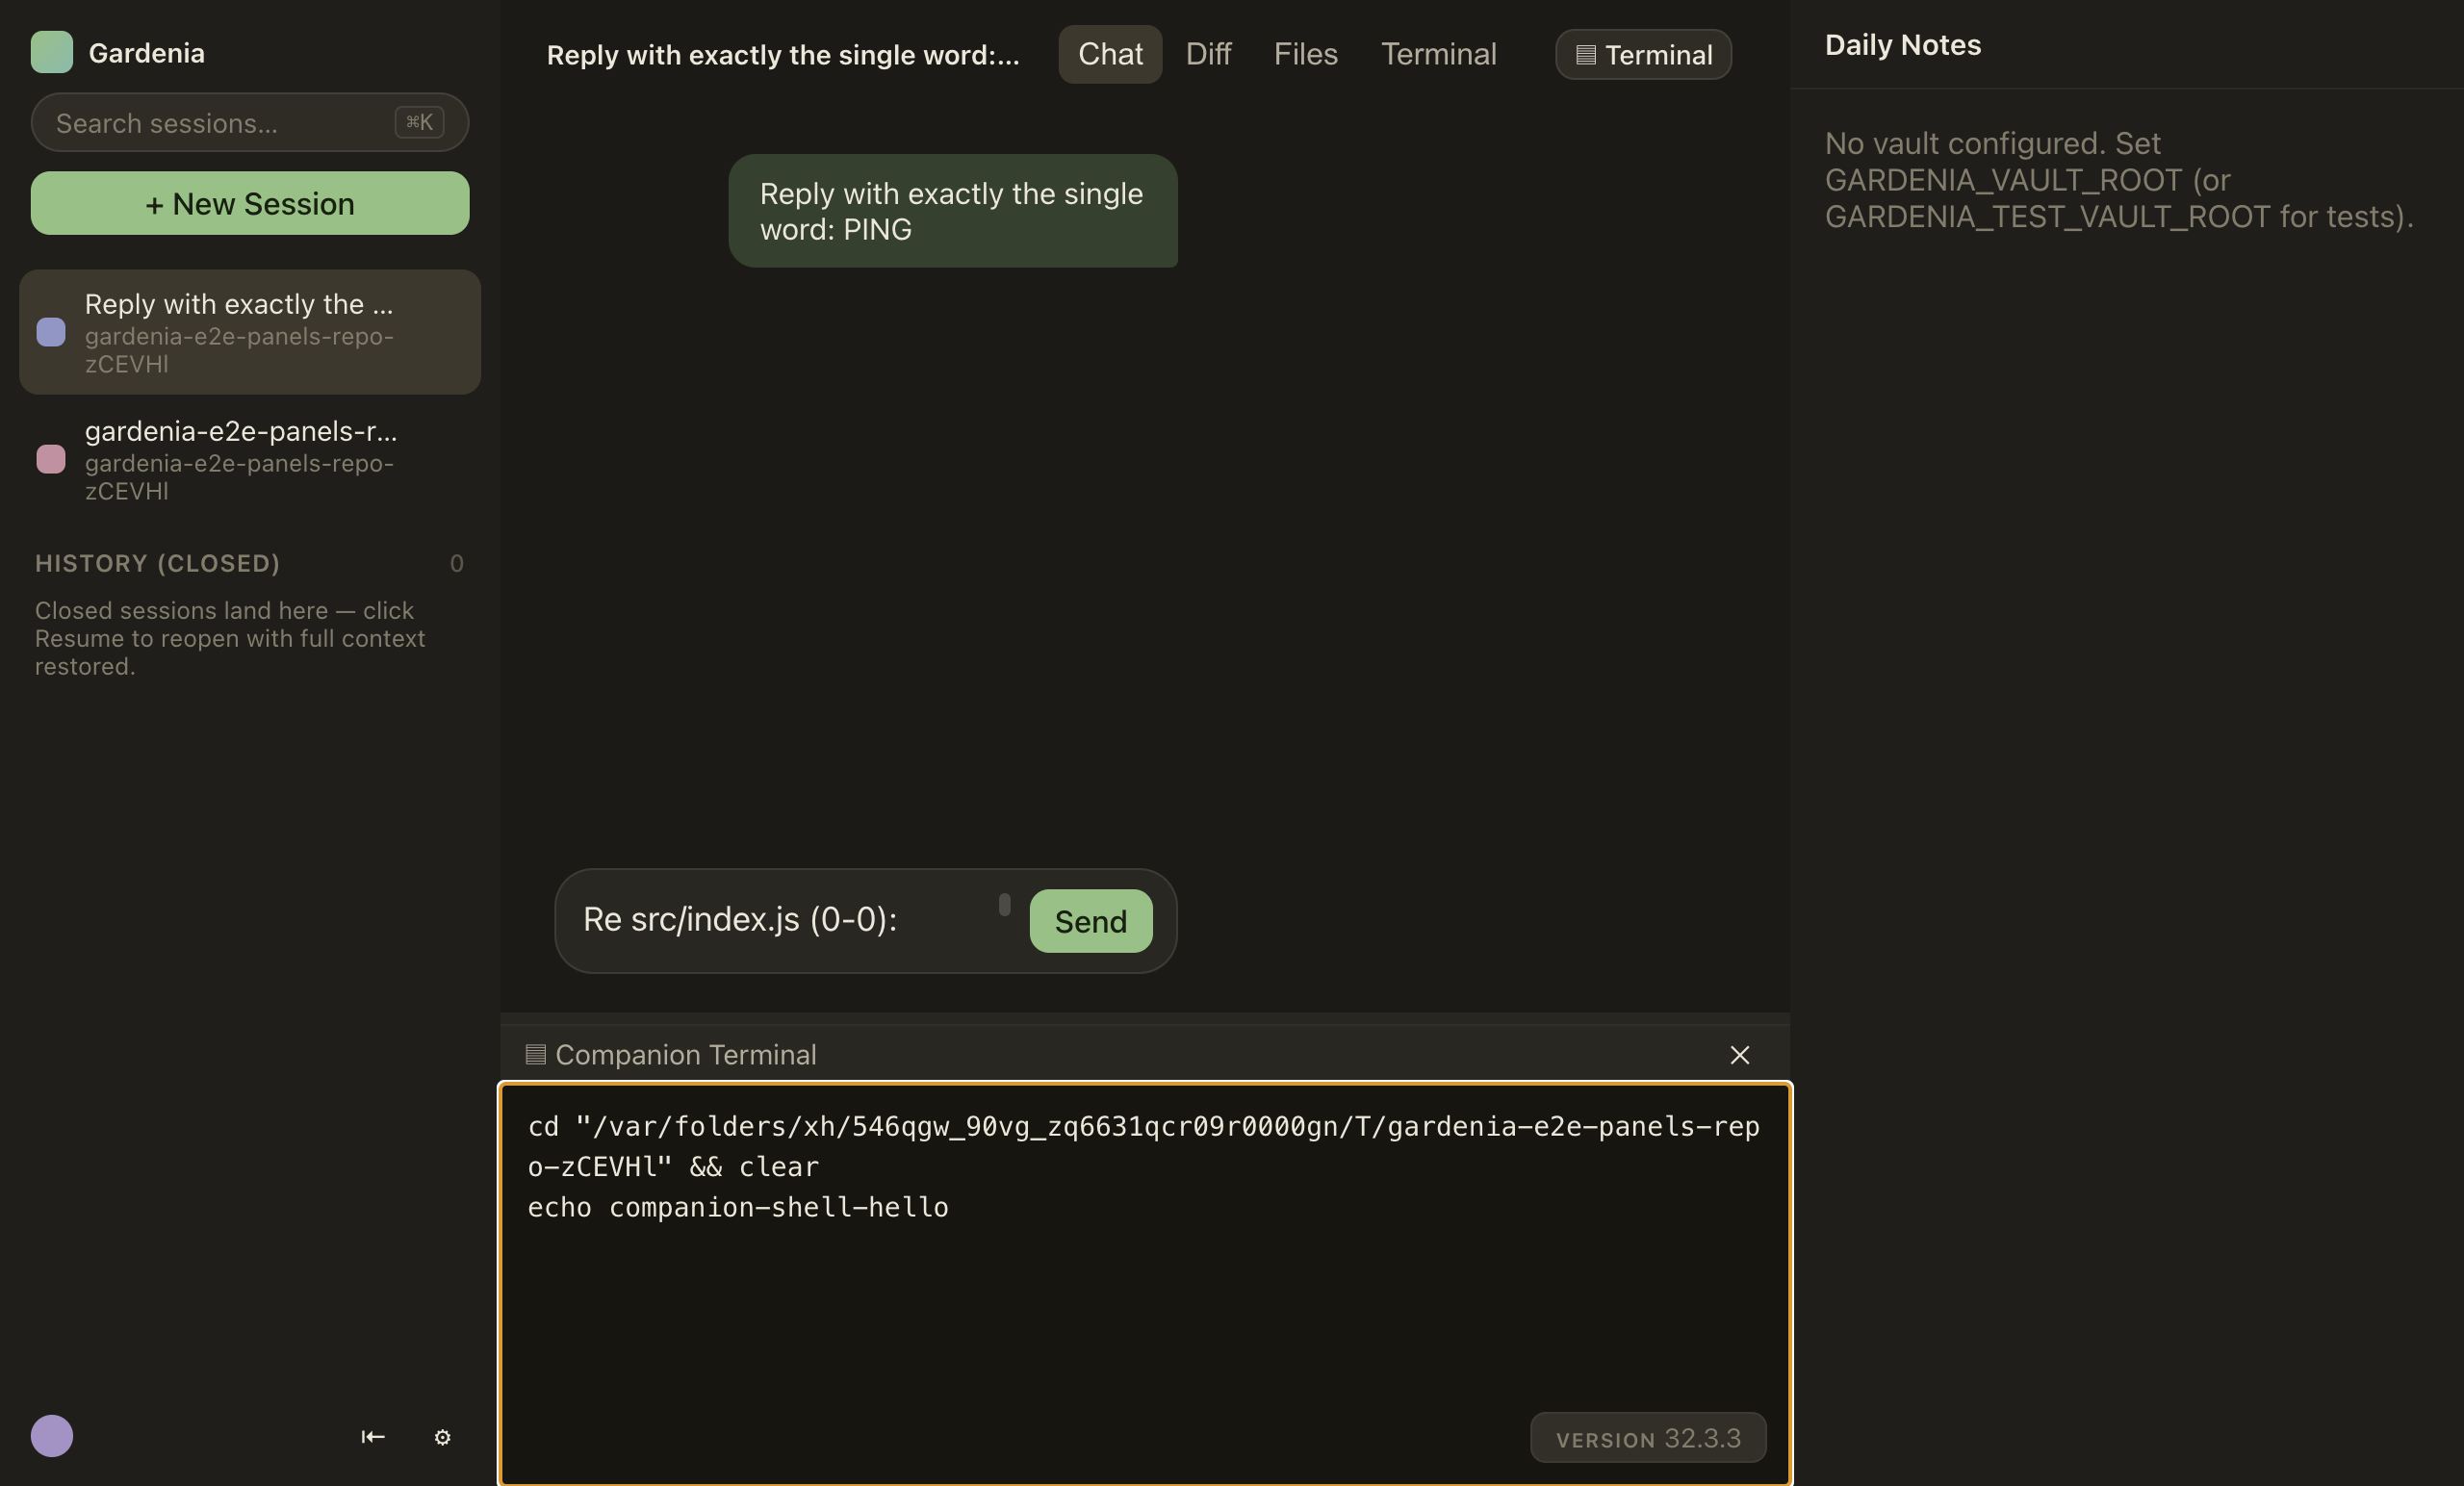 Gardenia
Search sessions...
⌘K
+ New Session
Reply with exactly the ...
gardenia-e2e-panels-repo-
zCEVHl
gardenia-e2e-panels-r...
gardenia-e2e-panels-repo-
zCEVHl
HISTORY (CLOSED) 0
Closed sessions land here — click
Resume to reopen with full context
restored.
Reply with exactly the single word:...
Chat
Diff
Files
Terminal
Terminal
Reply with exactly the single
word: PING
Re src/index.js (0-0):
Send
Companion Terminal
cd "/var/folders/xh/546qgw_90vg_zq6631qcr09r0000gn/T/gardenia-e2e-panels-rep
o-zCEVHl" && clear
echo companion-shell-hello
VERSION 32.3.3
Daily Notes
No vault configured. Set
GARDENIA_VAULT_ROOT (or
GARDENIA_TEST_VAULT_ROOT for tests).